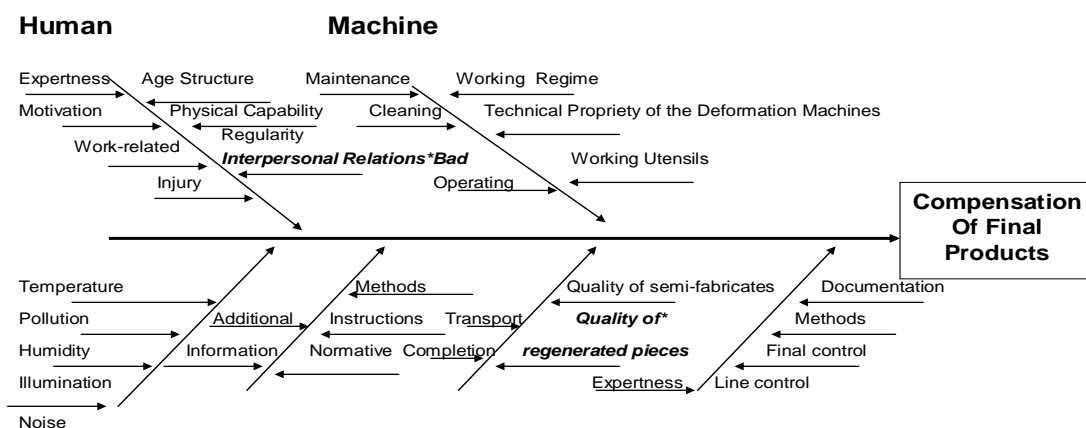 Human
Machine
Expertness
Age Structure
Motivation
Physical Capability
Regularity
Work-related
Interpersonal Relations*Bad
Injury
Maintenance
Working Regime
Cleaning
Technical Propriety of the Deformation Machines
Working Utensils
Operating
Compensation
Of Final
Products
Temperature
Pollution
Humidity
Illumination
Noise
Methods
Additional
Instructions
Information
Normative
Quality of semi-fabricates
Transport
Quality of*
Completion
regenerated pieces
Documentation
Methods
Final control
Expertness
Line control